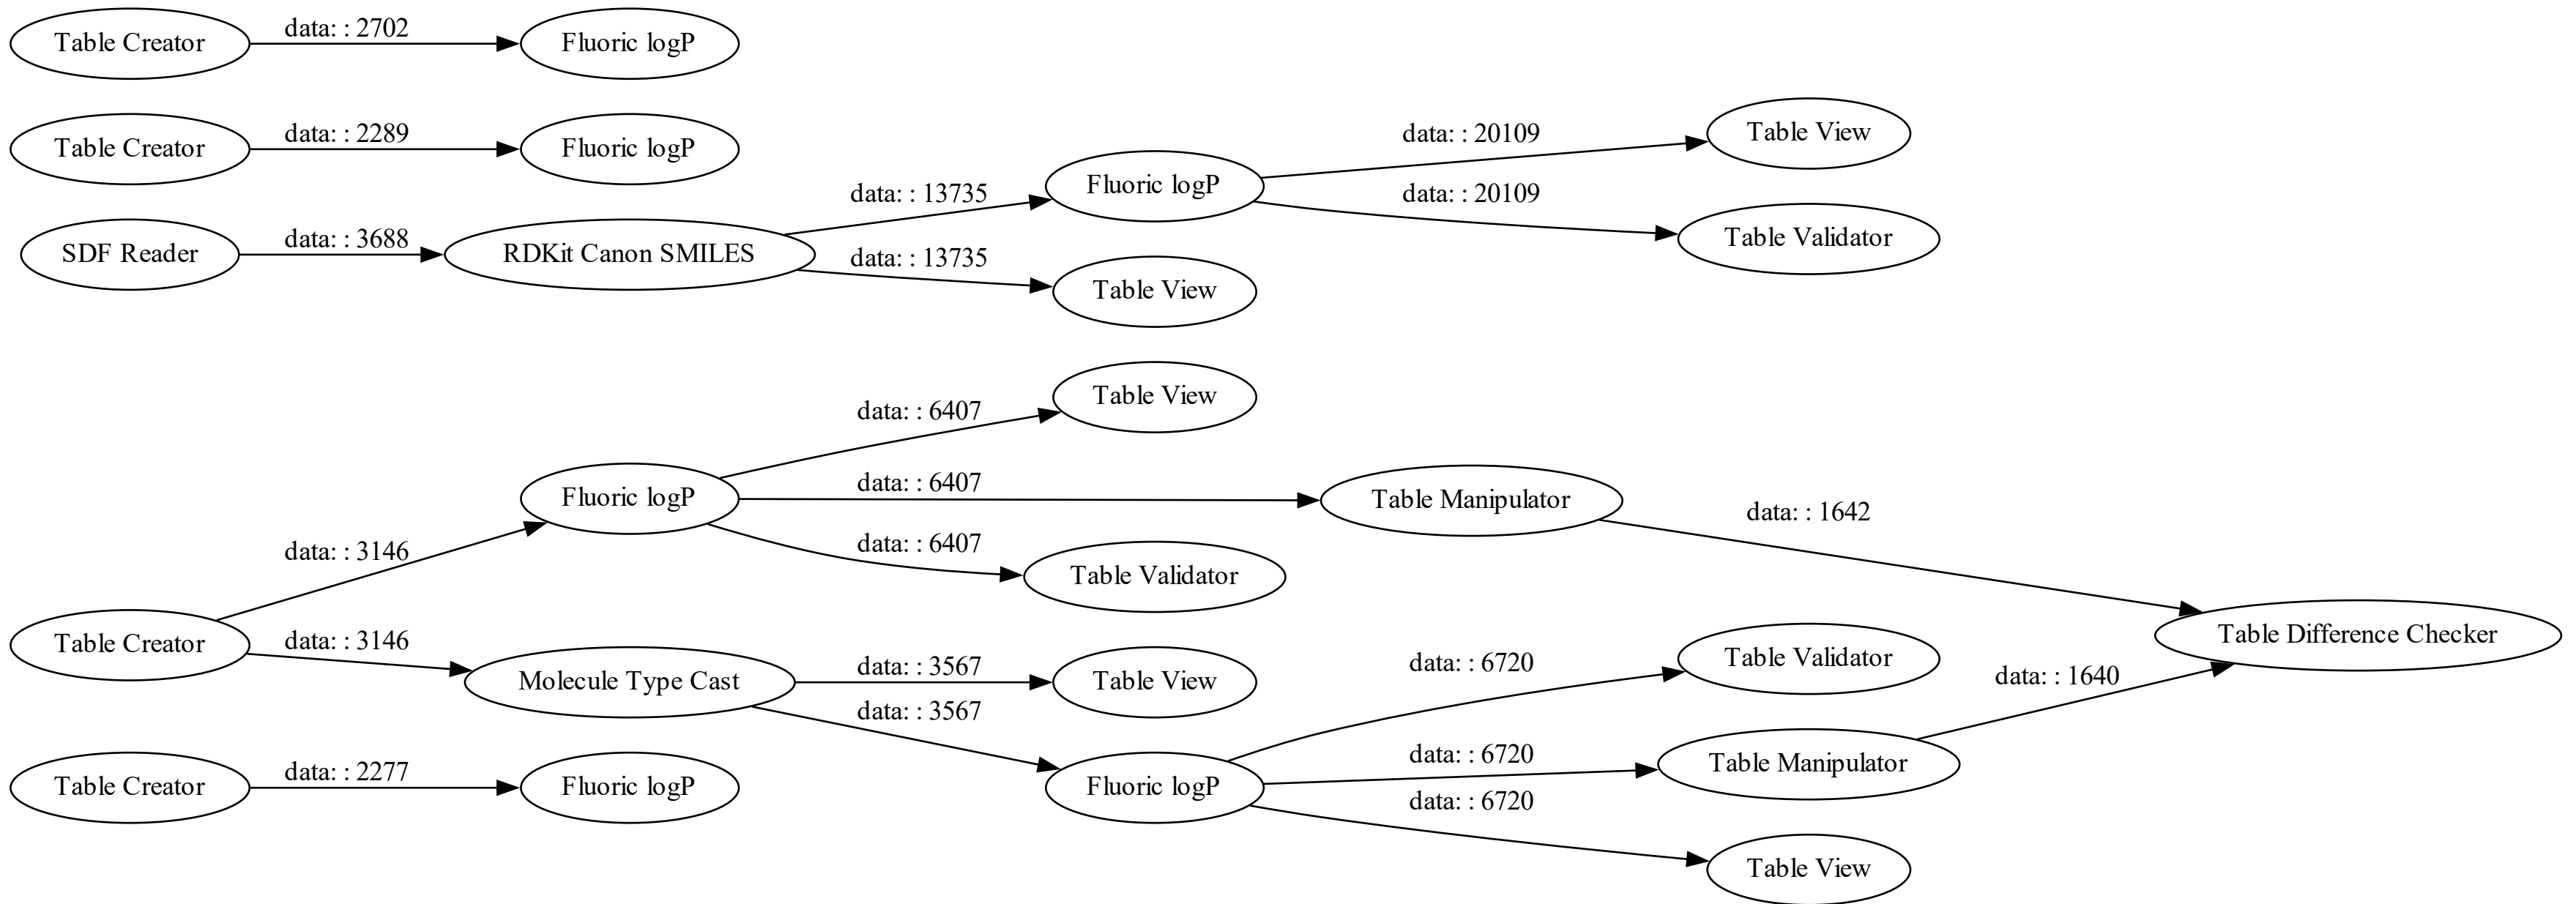 Table Creator
data: : 2702
Fluoric logP
Table Creator
data: : 2289
Fluoric logP
SDF Reader
data: : 3688
RDKit Canon SMILES
data: : 13735
Fluoric logP
data: : 20109
Table View
data: : 20109
Table Validator
data: : 13735
Table View
Table Creator
data: : 3146
Fluoric logP
data: : 6407
Table View
data: : 6407
Table Manipulator
data: : 1642
data: : 6407
Table Validator
data: : 3146
Molecule Type Cast
data: : 3567
Table View
data: : 3567
Fluoric logP
data: : 6720
Table Validator
data: : 6720
Table Manipulator
data: : 1640
Table Difference Checker
data: : 6720
Table View
Table Creator
data: : 2277
Fluoric logP